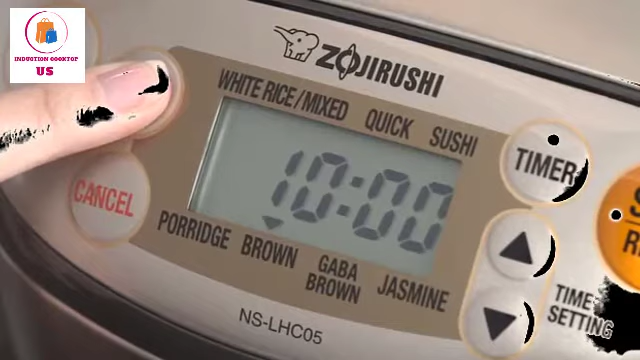 INDUCTION COOKTOP
US
ZOJIRUSHI
WHITE RICE/MIXED QUICK SUSHI
TIMER
10:00
CANCEL
PORRIDGE BROWN GABA BROWN JASMINE
TIME SETTING
NS-LHC05